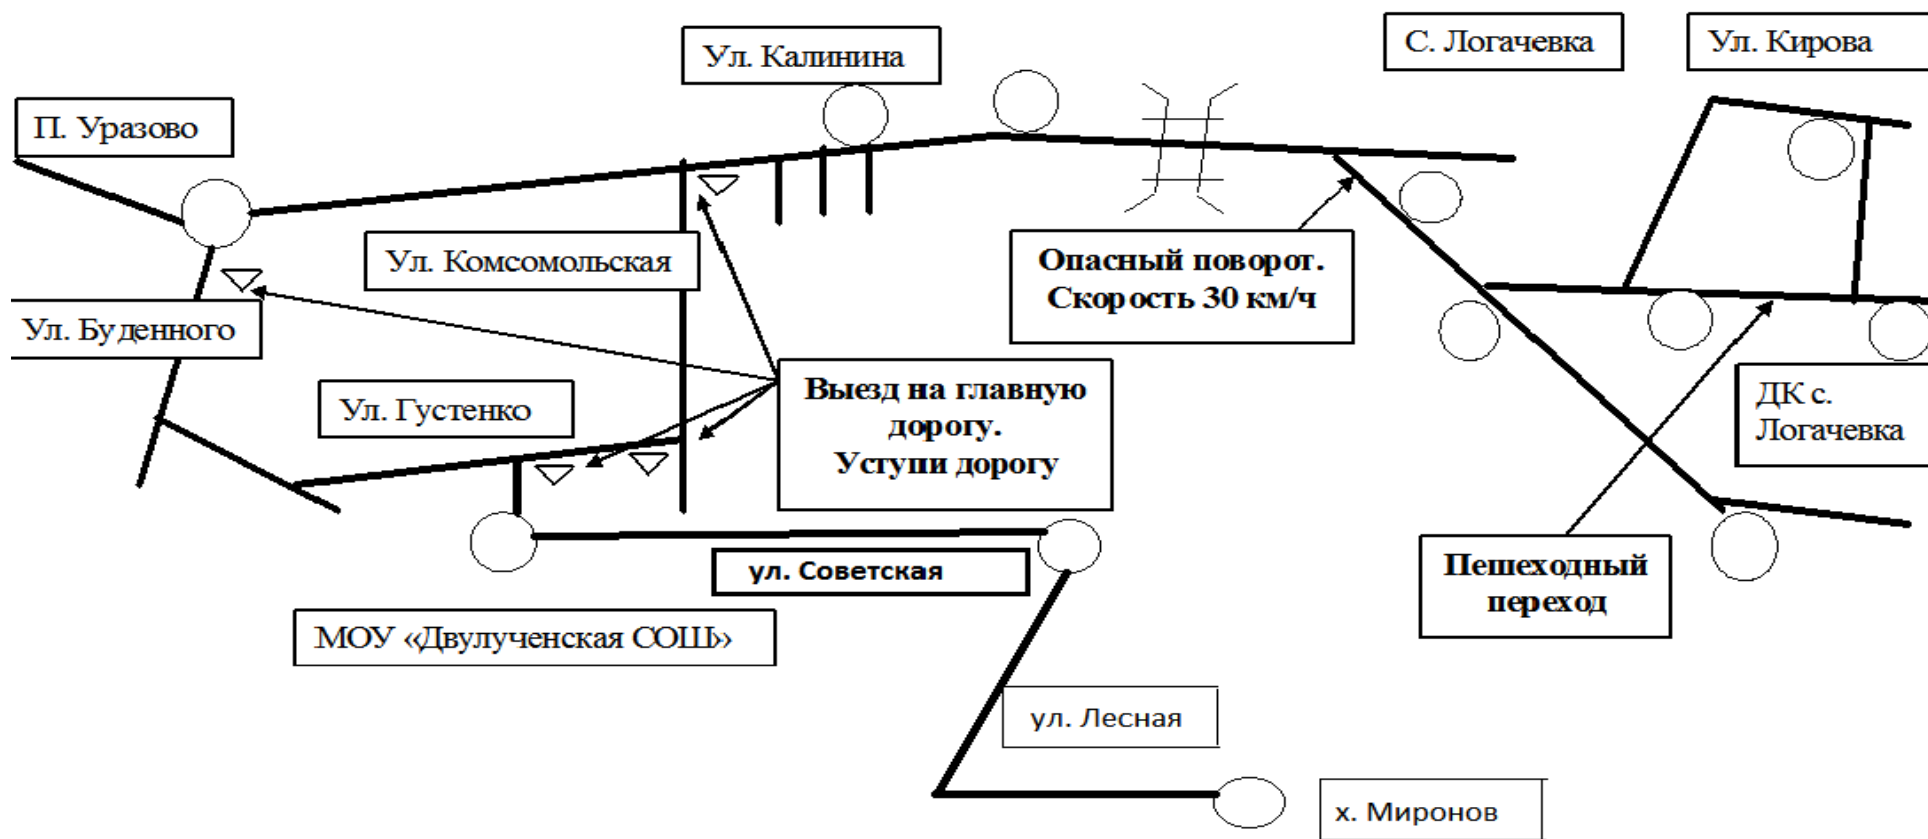 Ул. Калинина
С. Логачевка
Ул. Кирова
П. Уразово
Ул. Комсомольская
Опасный поворот.
Скорость 30 км/ч
Ул. Буденного
Ул. Густенко
Выезд на главную
дорогу.
Уступи дорогу
ДК с.
Логачевка
Пешеходный
переход
ул. Советская
МОУ «Двулученская СОШ»
ул. Лесная
х. Миронов